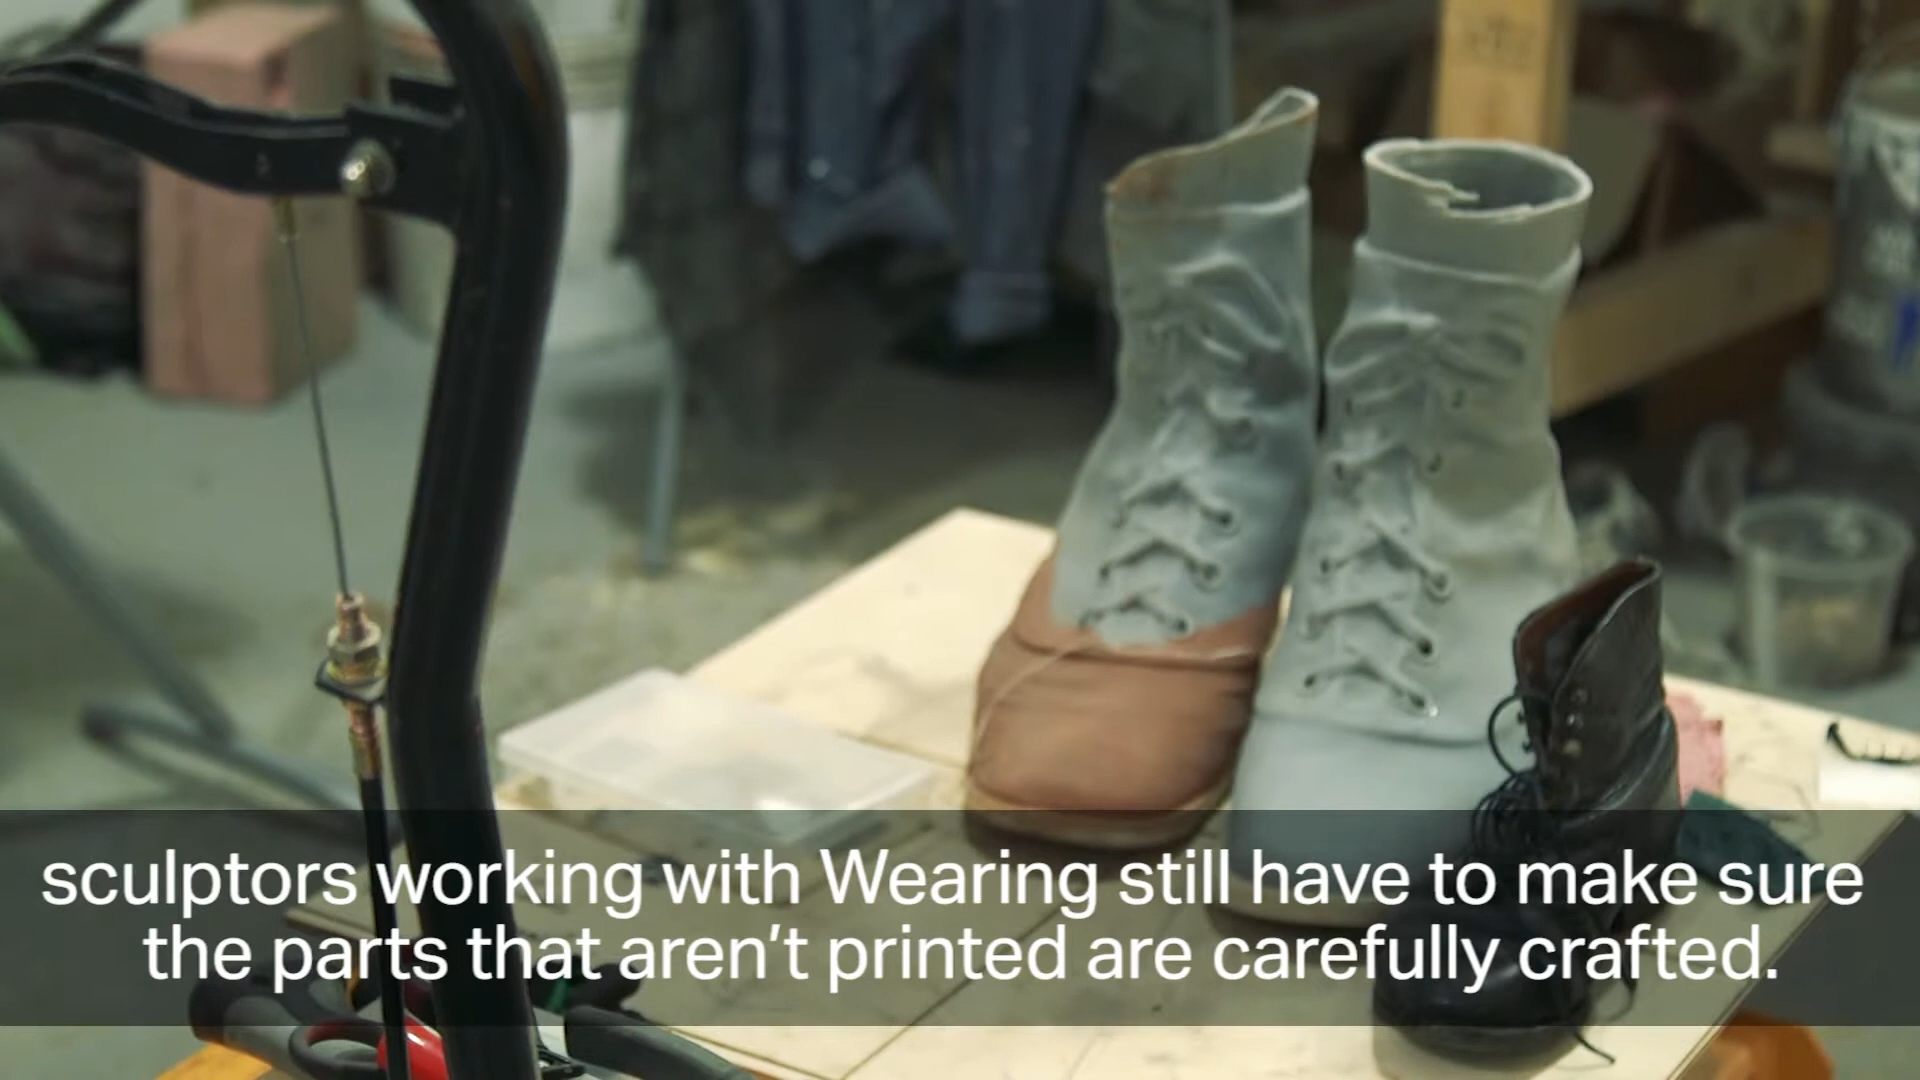 sculptors working with Wearing still have to make sure
the parts that aren't printed are carefully crafted.